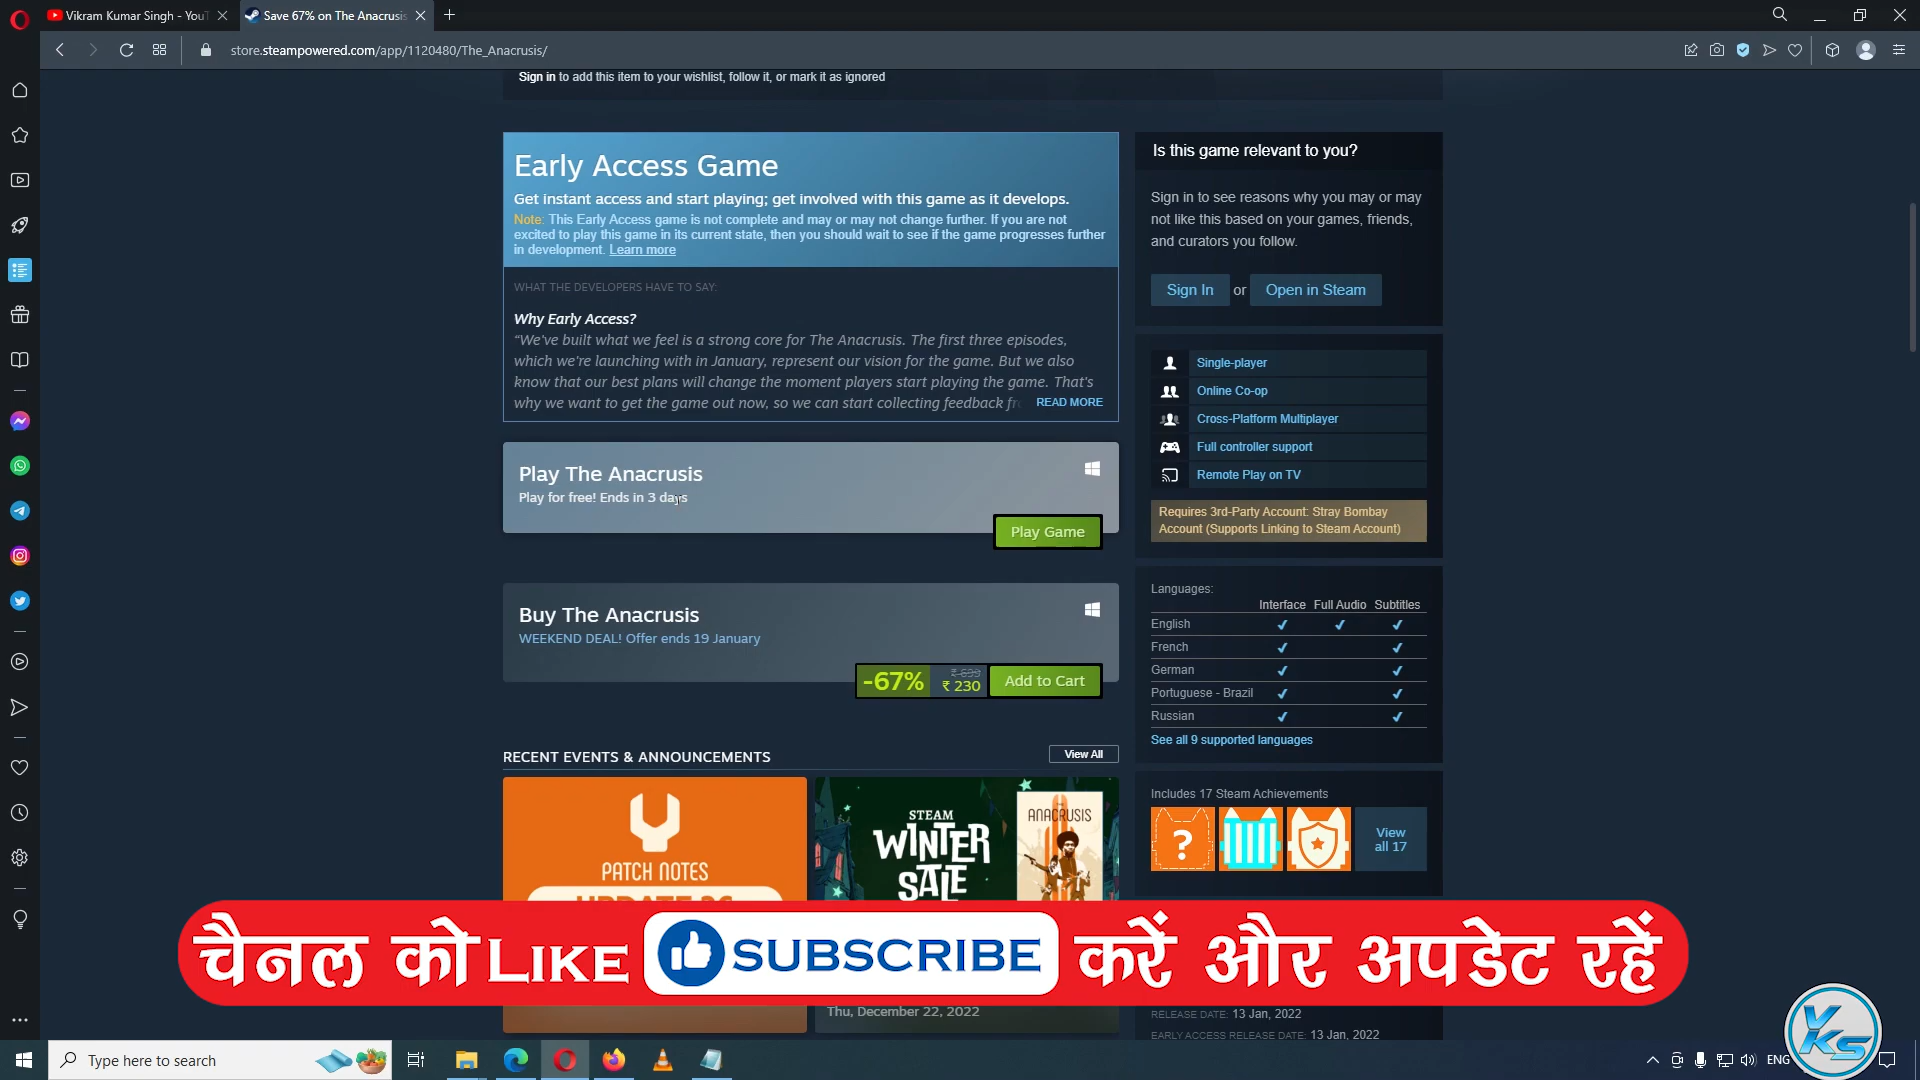 Vikram Kumar Singh - YouT
Save 67% on The Anacrusis
store.steampowered.com/app/1120480/The_Anacrusis/
Sign in to add this item to your wishlist, follow it, or mark it as ignored
Early Access Game
Get instant access and start playing; get involved with this game as it develops.
Note: This Early Access game is not complete and may or may not change further. If you are not
excited to play this game in its current state, then you should wait to see if the game progresses further
in development. Learn more
WHAT THE DEVELOPERS HAVE TO SAY:
Why Early Access?
“We've built what we feel is a strong core for The Anacrusis. The first three episodes,
which we're launching with in January, represent our vision for the game. But we also
know that our best plans will change the moment players start playing the game. That's
why we want to get the game out now, so we can start collecting feedback fr
READ MORE
Play The Anacrusis
Play for free! Ends in 3 days
Play Game
Buy The Anacrusis
WEEKEND DEAL! Offer ends 19 January
-67%
₹ 699
₹ 230
Add to Cart
RECENT EVENTS & ANNOUNCEMENTS
View All
PATCH NOTES
STEAM
WINTER
SALE
ANACRUSIS
Thu, December 22, 2022
Is this game relevant to you?
Sign in to see reasons why you may or may
not like this based on your games, friends,
and curators you follow.
Sign In or Open in Steam
Single-player
Online Co-op
Cross-Platform Multiplayer
Full controller support
Remote Play on TV
Requires 3rd-Party Account: Stray Bombay
Account (Supports Linking to Steam Account)
Languages:
Interface Full Audio Subtitles
English ✔ ✔ ✔
French ✔ ✔
German ✔ ✔
Portuguese - Brazil ✔ ✔
Russian ✔ ✔
See all 9 supported languages
Includes 17 Steam Achievements
?
View
all 17
RELEASE DATE: 13 Jan, 2022
EARLY ACCESS RELEASE DATE: 13 Jan, 2022
चैनल को LIKE SUBSCRIBE करें और अपडेट रहें
VKS
Type here to search
ENG